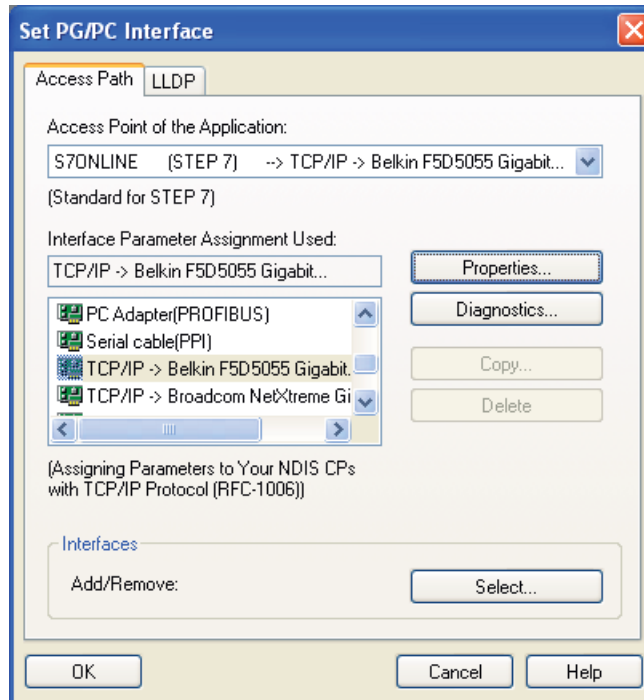 Set PG/PC Interface
Access Path
LLDP
Access Point of the Application:
S7ONLINE (STEP 7) --> TCP/IP -> Belkin F5D5055 Gigabit...
(Standard for STEP 7)
Interface Parameter Assignment Used:
TCP/IP -> Belkin F5D5055 Gigabit...
Properties...
Diagnostics...
PC Adapter(PROFIBUS)
Serial cable(PPI)
TCP/IP -> Belkin F5D5055 Gigabit.
TCP/IP -> Broadcom NetXtreme Gi
Copy...
Delete
(Assigning Parameters to Your NDIS CPs
with TCP/IP Protocol (RFC-1006))
Interfaces
Add/Remove:
Select...
OK
Cancel
Help